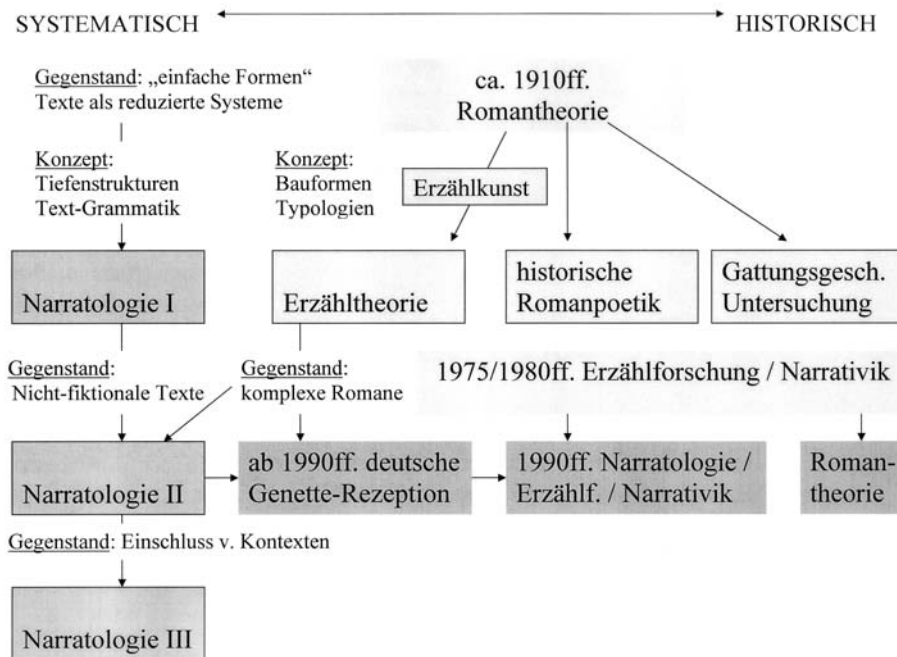 SYSTEMATISCH
HISTORISCH
Gegenstand: „einfache Formen“
Texte als reduzierte Systeme
ca. 1910ff.
Romantheorie
Konzept:
Tiefenstrukturen
Text-Grammatik
Konzept:
Bauformen
Typologien
Erzählkunst
Narratologie I
Erzähltheorie
historische
Romanpoetik
Gattungsgesch.
Untersuchung
Gegenstand:
Nicht-fiktionale Texte
Gegenstand:
komplexe Romane
1975/1980ff. Erzählforschung / Narrativik
Narratologie II
ab 1990ff. deutsche
Genette-Rezeption
1990ff. Narratologie /
Erzählf. / Narrativik
Roman-
theorie
Gegenstand: Einschluss v. Kontexten
Narratologie III